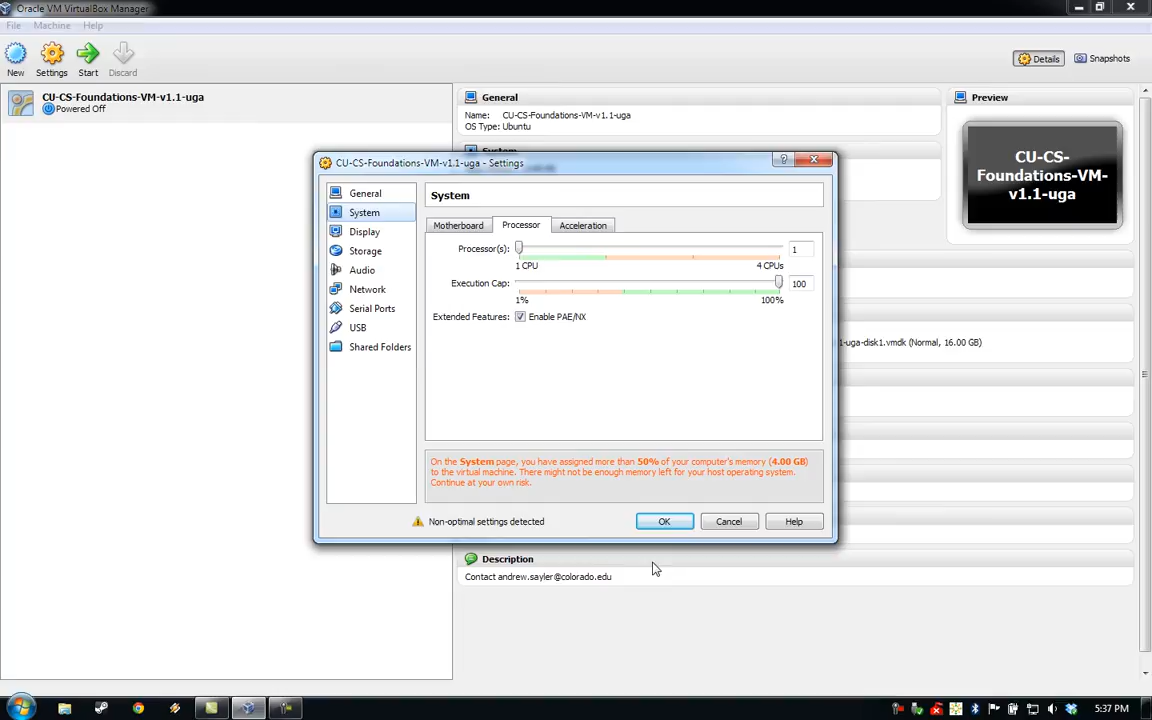 Oracle VM VirtualBox Manager
File Machine Help
New Settings Start Discard
Details Snapshots
CU-CS-Foundations-VM-v1.1-uga
Powered Off
General
Name: CU-CS-Foundations-VM-v1.1-uga
OS Type: Ubuntu
Preview
CU-CS-
Foundations-VM-
v1.1-uga
CU-CS-Foundations-VM-v1.1-uga - Settings
General
System
Display
Storage
Audio
Network
Serial Ports
USB
Shared Folders
System
Motherboard Processor Acceleration
Processor(s): 1
1 CPU 4 CPUs
Execution Cap: 100
1% 100%
Extended Features: Enable PAE/NX
On the System page, you have assigned more than 50% of your computer's memory (4.00 GB)
to the virtual machine. There might not be enough memory left for your host operating system.
Continue at your own risk.
Non-optimal settings detected
OK Cancel Help
1-uga-disk1.vmdk (Normal, 16.00 GB)
Description
Contact andrew.sayler@colorado.edu
5:37 PM